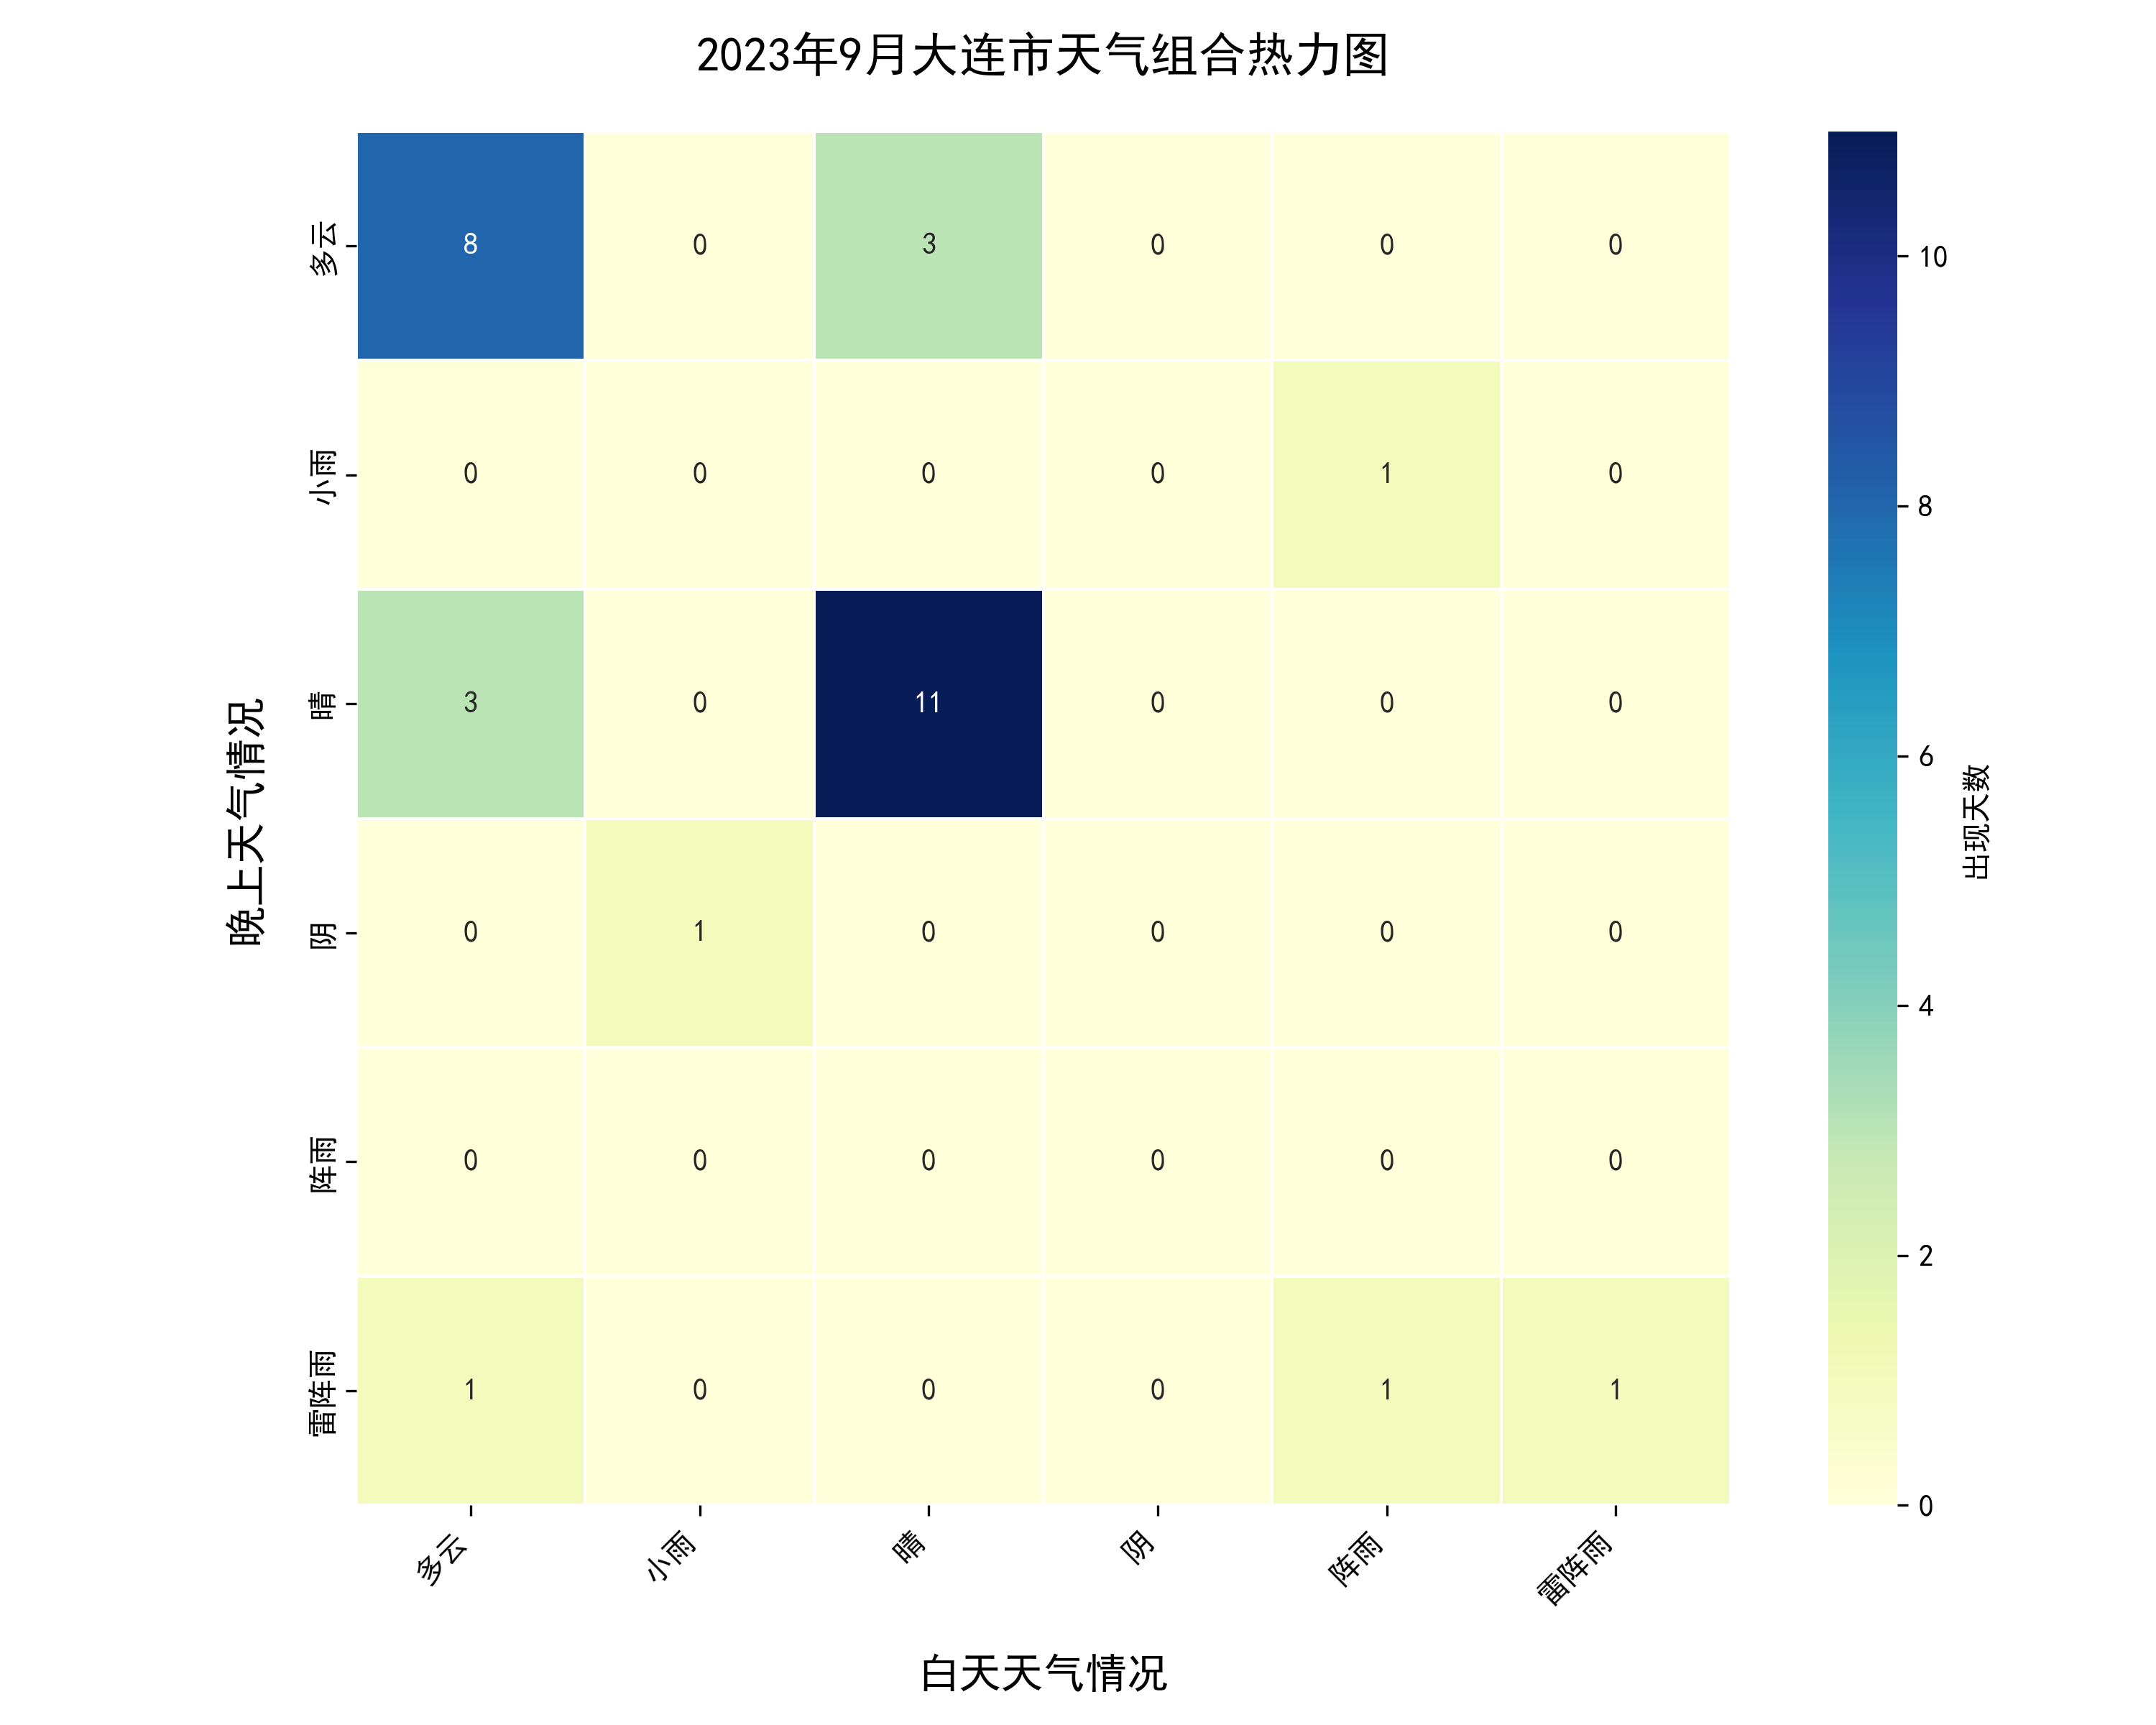 2023年9月大连市天气组合热力图
晚上天气情况
多云 8 0 3 0 0 0
小雨 0 0 0 0 1 0
晴 3 0 11 0 0 0
阴 0 1 0 0 0 0
阵雨 0 0 0 0 0 0
雷阵雨 1 0 0 0 1 1
多云 小雨 晴 阴 阵雨 雷阵雨
白天天气情况
10
8
6
4
2
0
出现天数